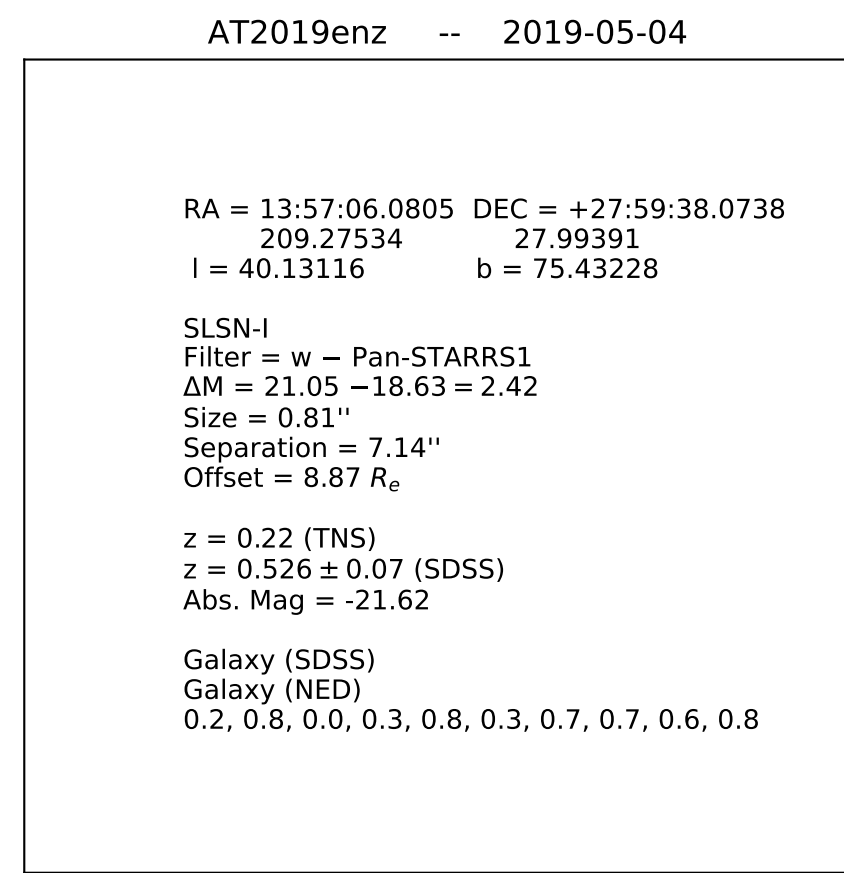 AT2019enz -- 2019-05-04
RA = 13:57:06.0805 DEC = +27:59:38.0738
209.27534 27.99391
l = 40.13116 b = 75.43228
SLSN-I
Filter = w − Pan-STARRS1
ΔM = 21.05 −18.63 = 2.42
Size = 0.81''
Separation = 7.14''
Offset = 8.87 Rₑ
z = 0.22 (TNS)
z = 0.526 ± 0.07 (SDSS)
Abs. Mag = -21.62
Galaxy (SDSS)
Galaxy (NED)
0.2, 0.8, 0.0, 0.3, 0.8, 0.3, 0.7, 0.7, 0.6, 0.8